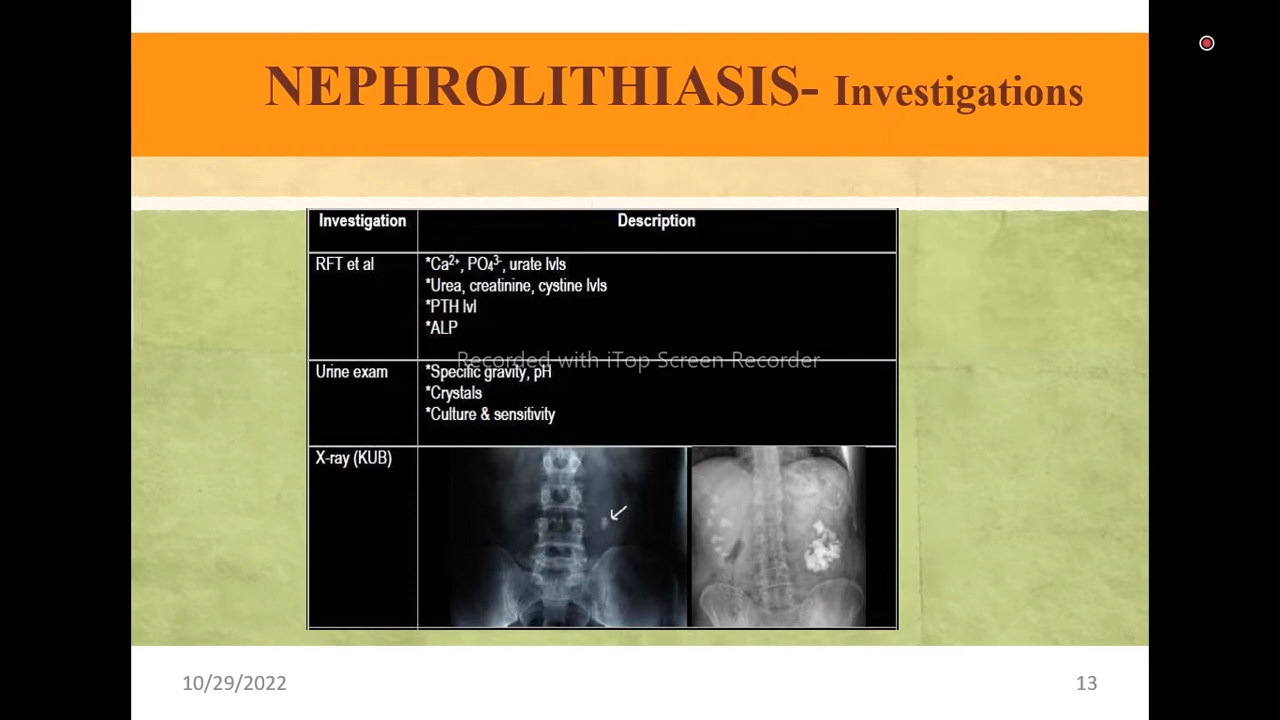 NEPHROLITHIASIS- Investigations
Investigation Description
RFT et al
*Ca²⁺, PO₄³⁻, urate lvls
*Urea, creatinine, cystine lvls
*PTH lvl
*ALP
Recorded with iTop Screen Recorder
Urine exam
*Specific gravity, pH
*Crystals
*Culture & sensitivity
X-ray (KUB)
10/29/2022
13